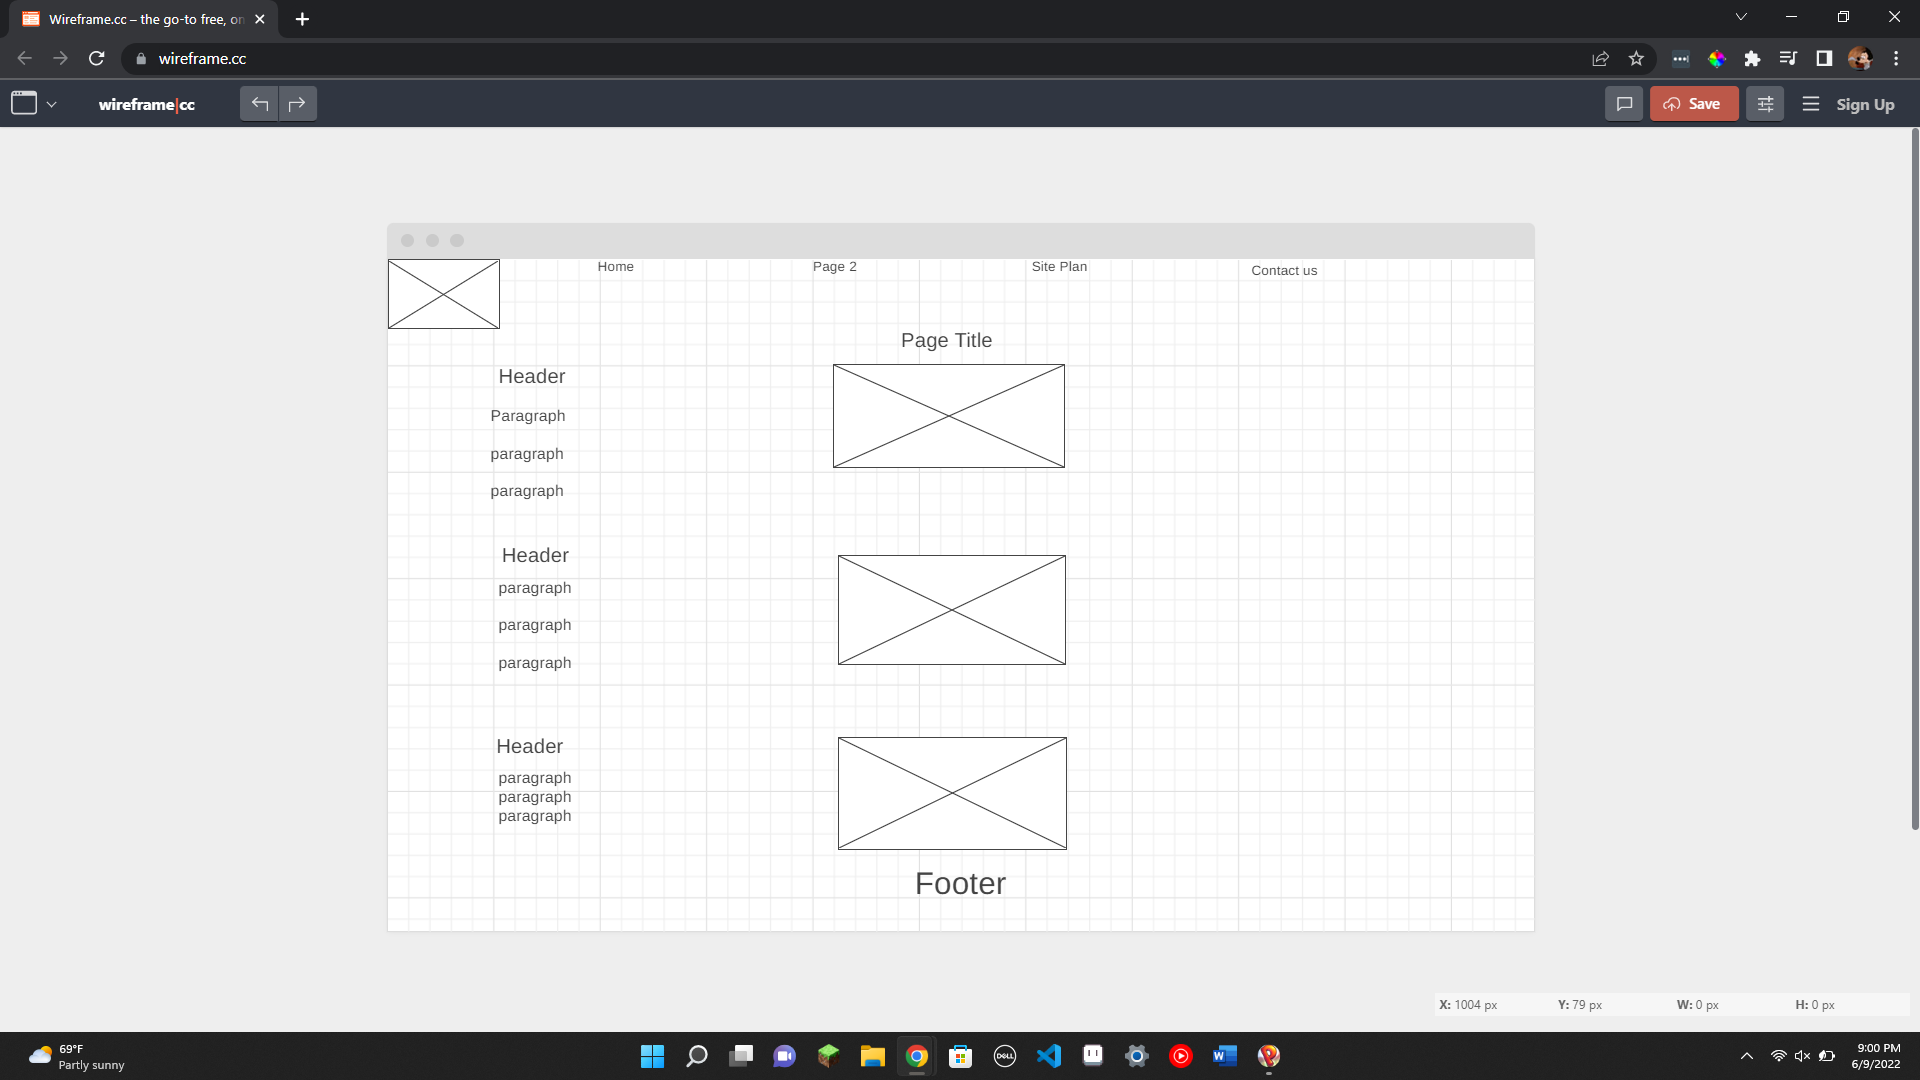 Wireframe.cc – the go-to free, on
wireframe.cc
wireframe|cc
Save
Sign Up
Home
Page 2
Site Plan
Contact us
Page Title
Header
Paragraph
paragraph
paragraph
Header
paragraph
paragraph
paragraph
Header
paragraph
paragraph
paragraph
Footer
X: 1004 px Y: 79 px W: 0 px H: 0 px
69°F
Partly sunny
DELL
W
9:00 PM
6/9/2022